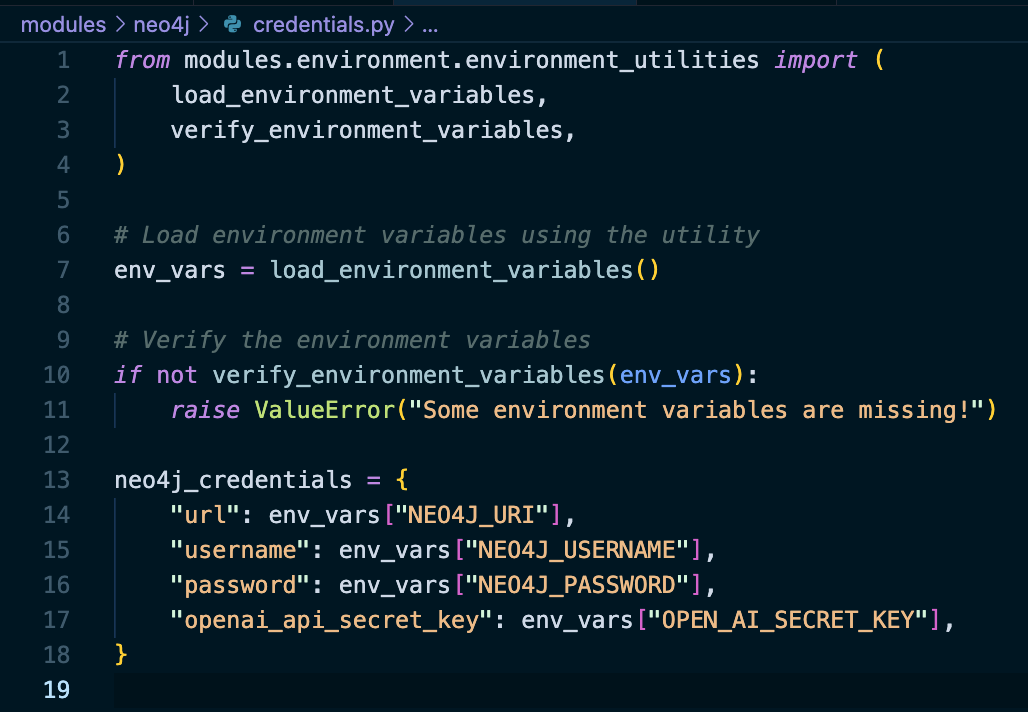 modules > neo4j > credentials.py > ...
1 from modules.environment.environment_utilities import (
2     load_environment_variables,
3     verify_environment_variables,
4 )
5
6 # Load environment variables using the utility
7 env_vars = load_environment_variables()
8
9 # Verify the environment variables
10 if not verify_environment_variables(env_vars):
11     raise ValueError("Some environment variables are missing!")
12
13 neo4j_credentials = {
14     "url": env_vars["NEO4J_URI"],
15     "username": env_vars["NEO4J_USERNAME"],
16     "password": env_vars["NEO4J_PASSWORD"],
17     "openai_api_secret_key": env_vars["OPEN_AI_SECRET_KEY"],
18 }
19